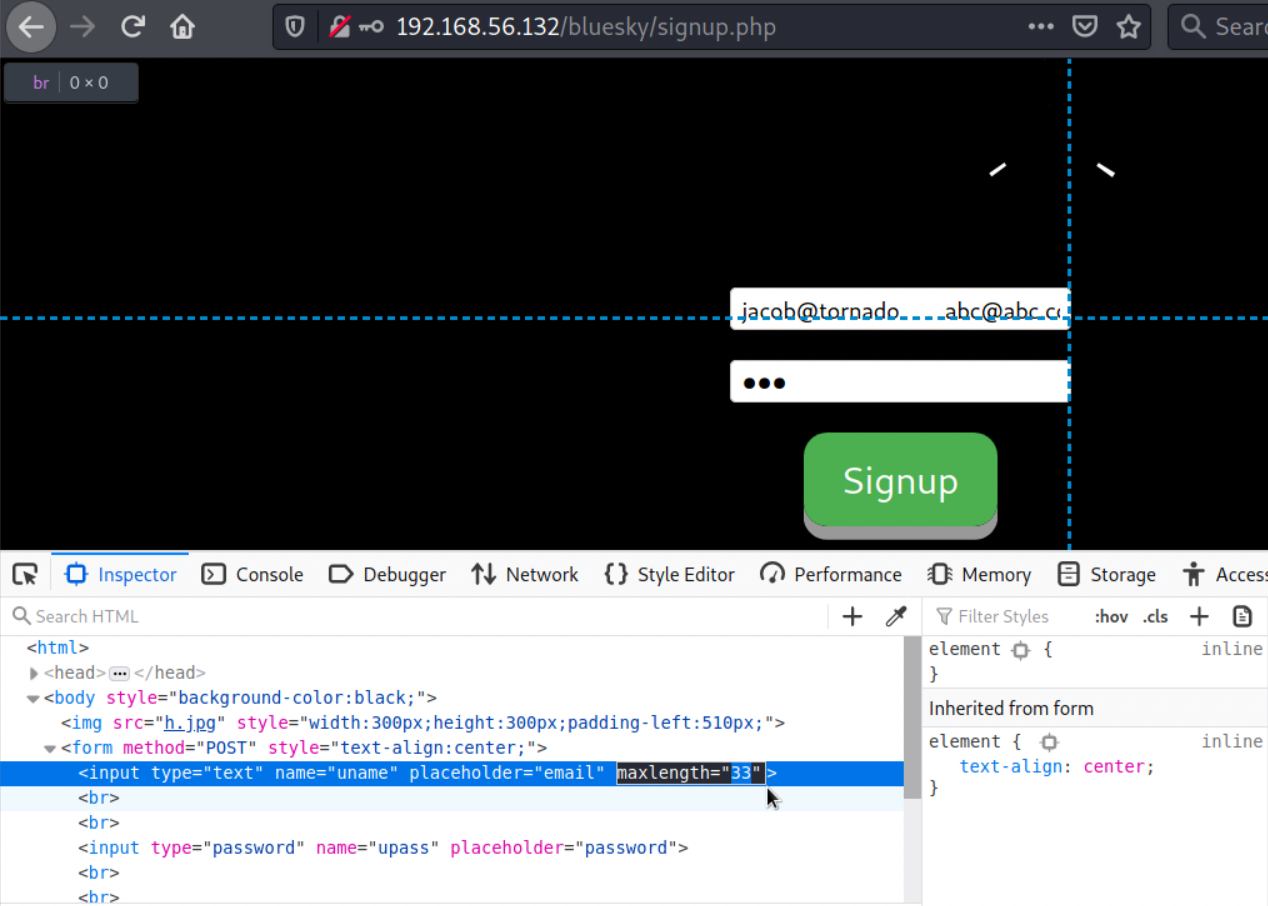 192.168.56.132/bluesky/signup.php ••• Sear
br 0 × 0
jacob@tornado abc@abc.co
●●●
Signup
Inspector Console Debugger Network {} Style Editor Performance Memory Storage Access
Search HTML + Filter Styles :hov .cls +
<html>
<head>•••</head>
<body style="background-color:black;">
<img src="h.jpg" style="width:300px;height:300px;padding-left:510px;">
<form method="POST" style="text-align:center;">
<input type="text" name="uname" placeholder="email" maxlength="33">
<br>
<br>
<input type="password" name="upass" placeholder="password">
<br>
<br>
element { inline
}
Inherited from form
element { inline
text-align: center;
}